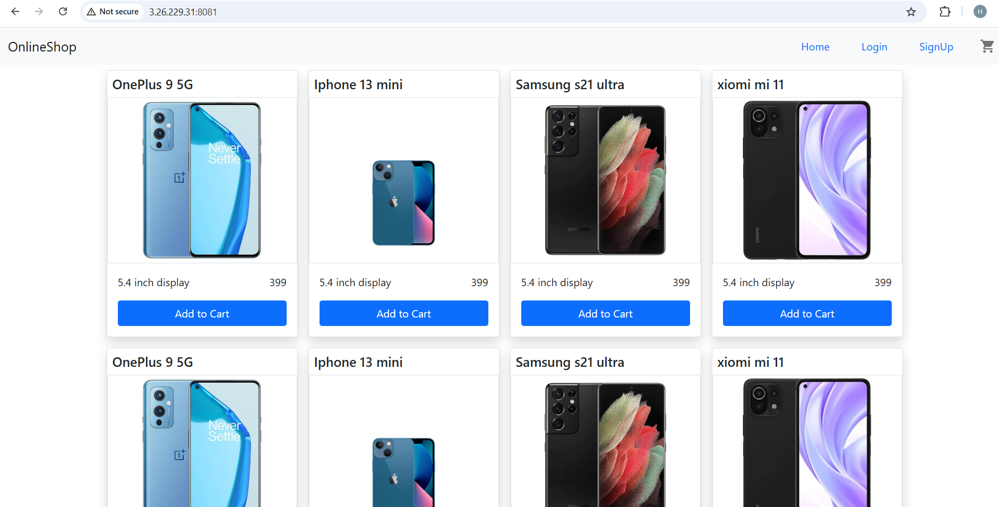 Not secure 3.26.229.31:8081 H
OnlineShop Home Login SignUp
OnePlus 9 5G Iphone 13 mini Samsung s21 ultra xiomi mi 11
Never
Settle
1+
SAMSUNG
xiaomi
5.4 inch display 399 5.4 inch display 399 5.4 inch display 399 5.4 inch display 399
Add to Cart Add to Cart Add to Cart Add to Cart
OnePlus 9 5G Iphone 13 mini Samsung s21 ultra xiomi mi 11
Never
Settle
1+